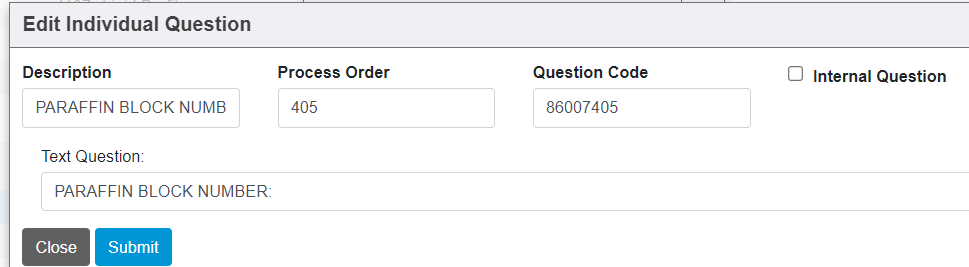 Edit Individual Question
Description Process Order Question Code Internal Question
PARAFFIN BLOCK NUMB 405 86007405
Text Question:
PARAFFIN BLOCK NUMBER:
Close Submit